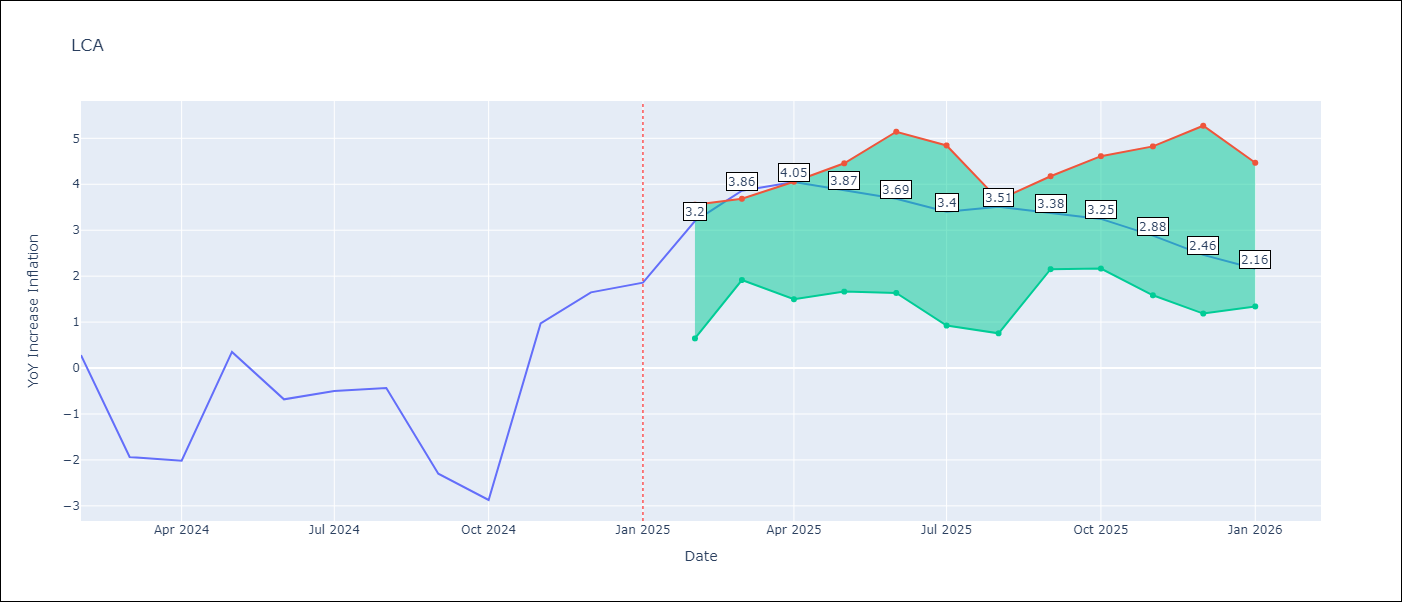 LCA
YoY Increase Inflation
5
4
3
2
1
0
−1
−2
−3
3.2
3.86
4.05
3.87
3.69
3.4
3.51
3.38
3.25
2.88
2.46
2.16
Apr 2024
Jul 2024
Oct 2024
Jan 2025
Apr 2025
Jul 2025
Oct 2025
Jan 2026
Date